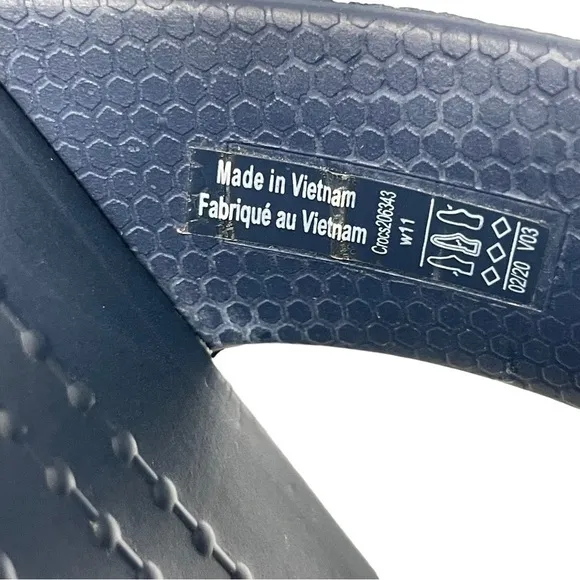 Made in Vietnam
Fabriqué au Vietnam
Crocs206343
w11
02/20 V03